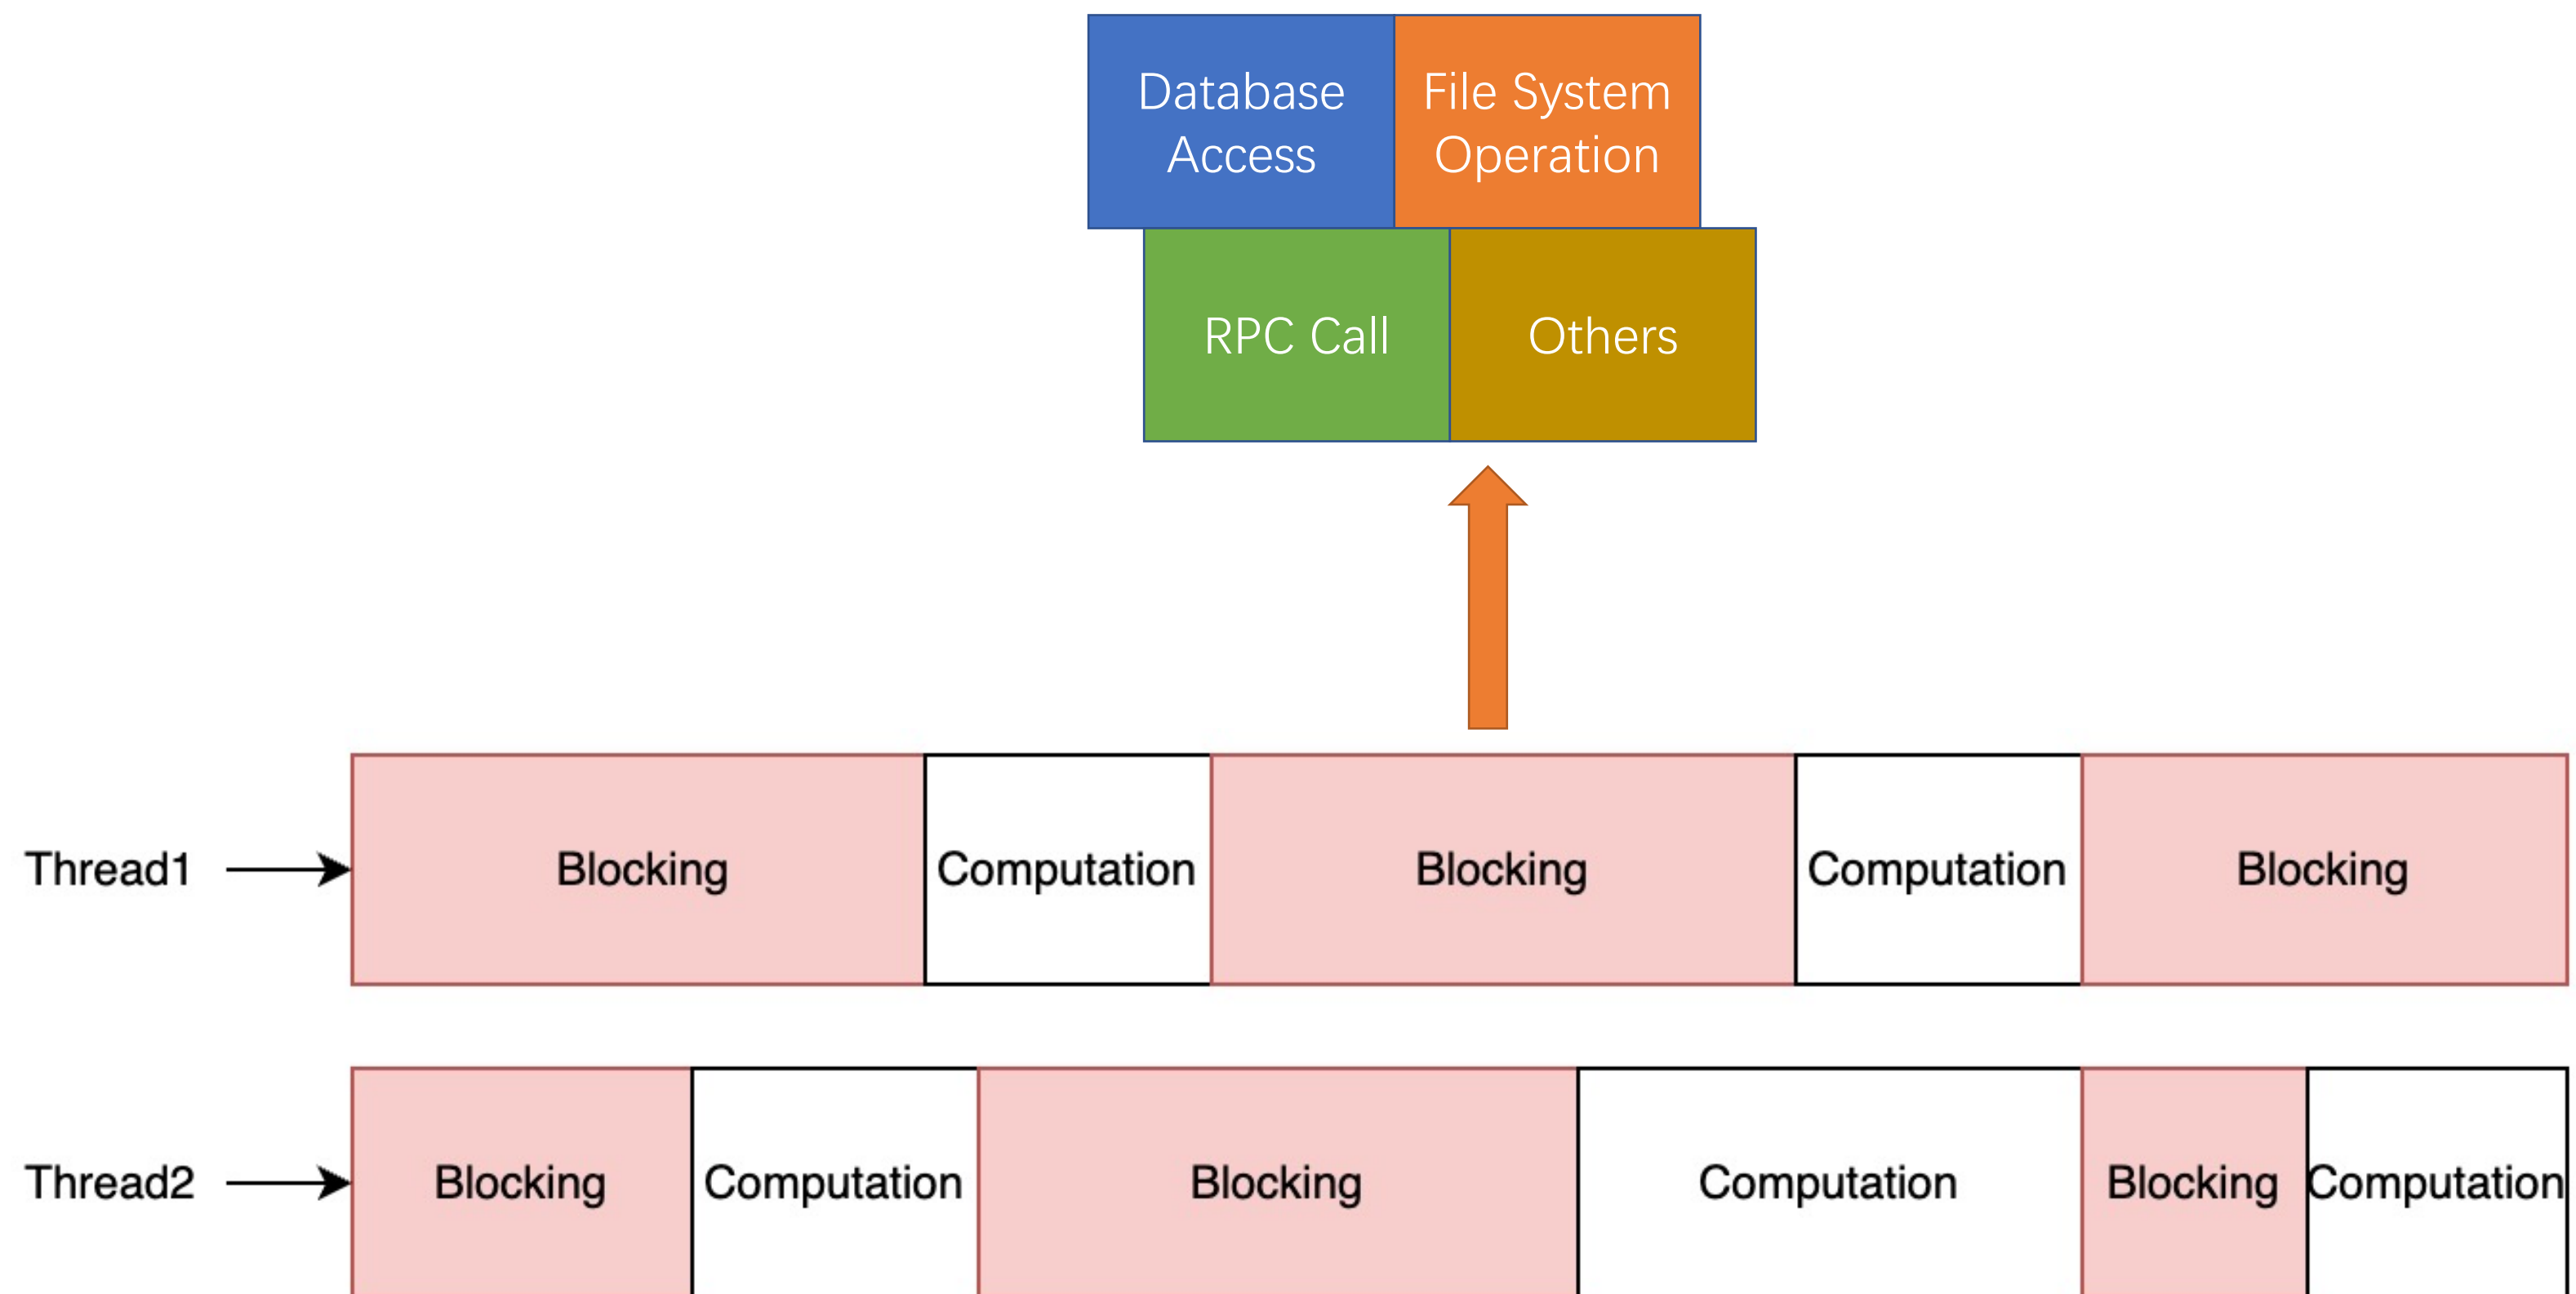 Database
Access
File System
Operation
RPC Call
Others
Thread1
Blocking
Computation
Blocking
Computation
Blocking
Thread2
Blocking
Computation
Blocking
Computation
Blocking
Computation